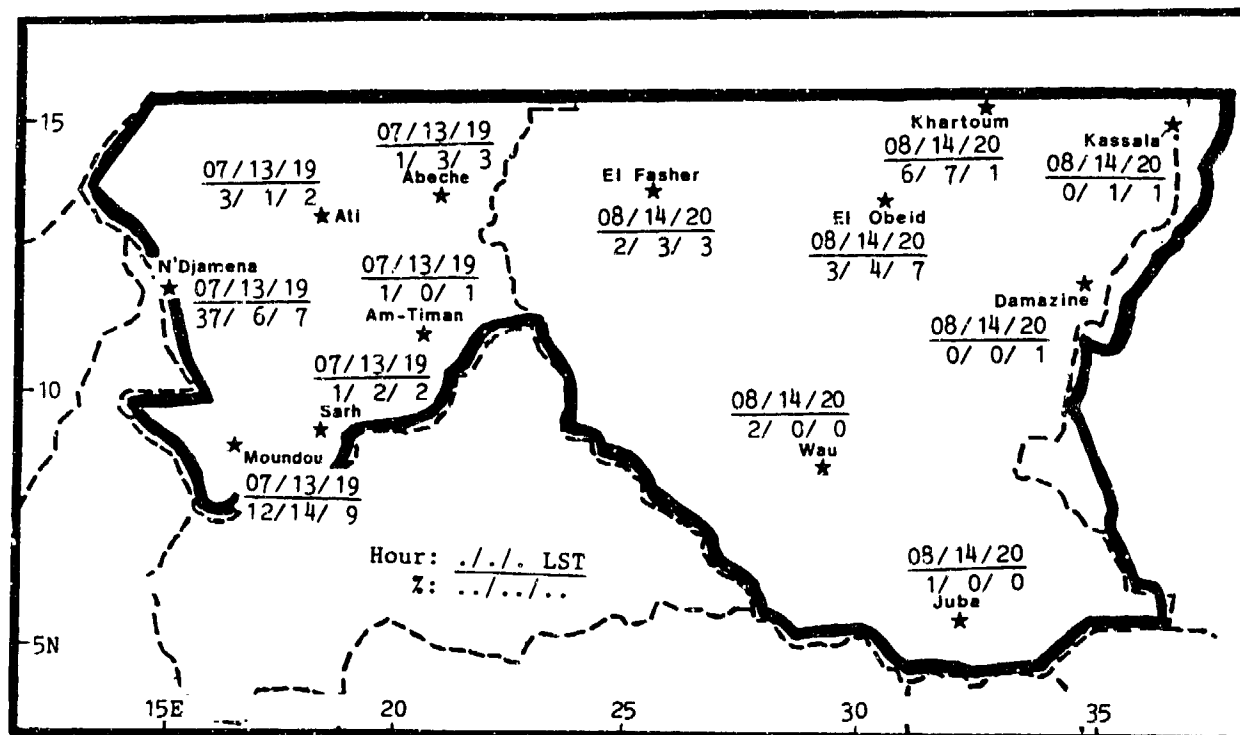 15
07/13/19
1/ 3/ 3
Abeche
07/13/19
3/ 1/ 2
Ati
El Fasher
08/14/20
2/ 3/ 3
Khartoum
08/14/20
6/ 7/ 1
Kassala
08/14/20
0/ 1/ 1
El Obeid
08/14/20
3/ 4/ 7
N'Djamena
07/13/19
37/ 6/ 7
07/13/19
1/ 0/ 1
Am-Timan
Damazine
08/14/20
0/ 0/ 1
10
07/13/19
1/ 2/ 2
Sarh
08/14/20
2/ 0/ 0
Wau
Moundou
07/13/19
12/14/ 9
Hour: ././. LST
%: ../../..
08/14/20
1/ 0/ 0
Juba
5N
15E 20 25 30 35